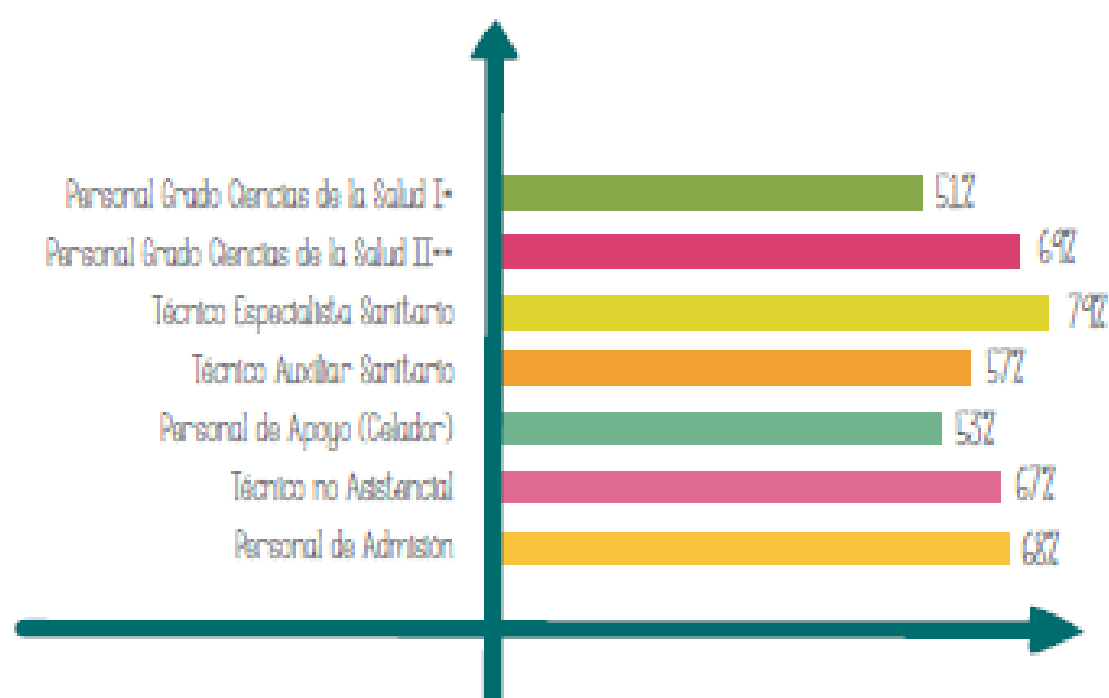 Personal Grado Ciencias de la Salud I* 51%
Personal Grado Ciencias de la Salud II** 69%
Técnico Especialista Sanitario 79%
Técnico Auxiliar Sanitario 57%
Personal de Apoyo (Celador) 53%
Técnico no Asistencial 67%
Personal de Admisión 68%